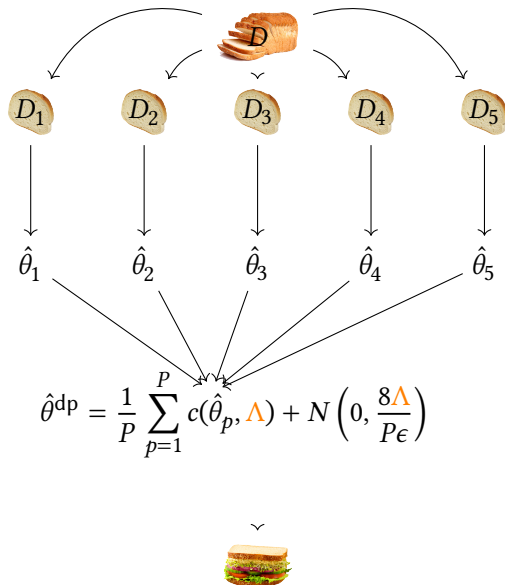 D
D₁ D₂ D₃ D₄ D₅
θ̂₁ θ̂₂ θ̂₃ θ̂₄ θ̂₅
θ̂^dp = 1/P ∑_{p=1}^{P} c(θ̂_p, Λ) + N(0, 8Λ/Pϵ)